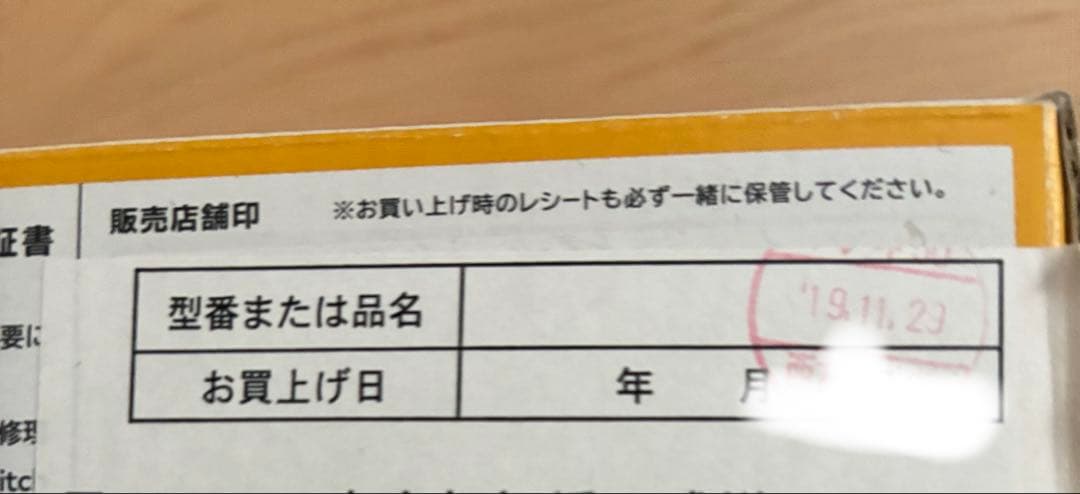 証書
販売店舗印
※お買い上げ時のレシートも必ず一緒に保管してください。
型番または品名
'19.11.29
要に
お買上げ日
年 月
修理
itc